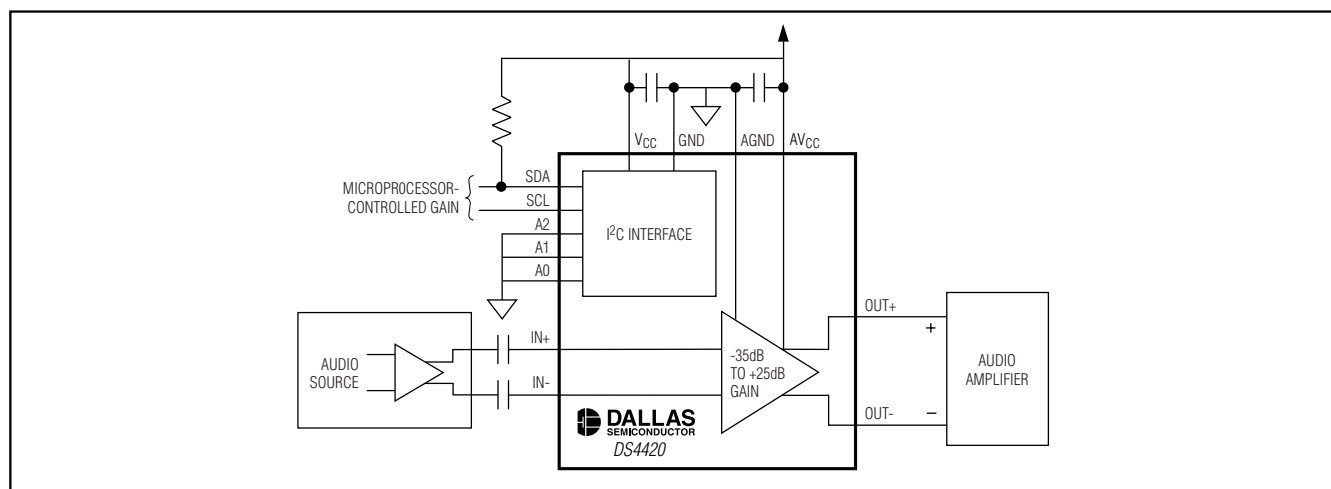 VCC
GND
AGND
AVCC
SDA
MICROPROCESSOR-
CONTROLLED GAIN
SCL
A2
I2C INTERFACE
A1
A0
OUT+
IN+
+
AUDIO
SOURCE
-35dB
TO +25dB
GAIN
AUDIO
AMPLIFIER
IN-
OUT-
−
DALLAS
SEMICONDUCTOR
DS4420